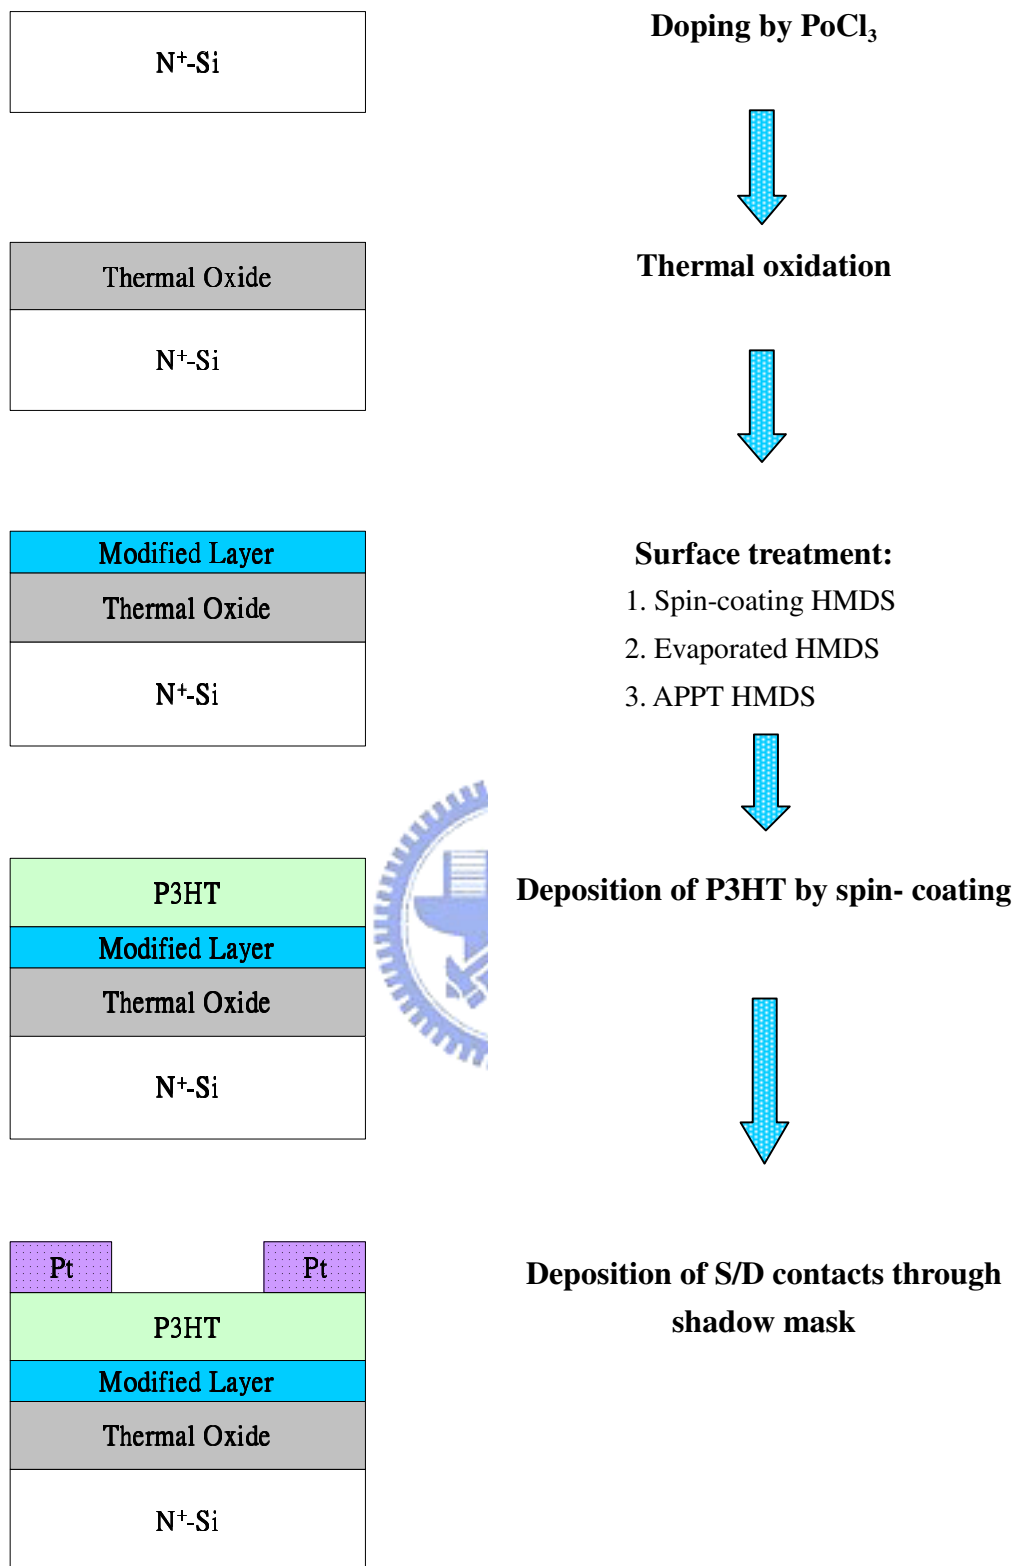 N⁺-Si
Doping by PoCl₃
Thermal Oxide
N⁺-Si
Thermal oxidation
Modified Layer
Thermal Oxide
N⁺-Si
Surface treatment:
1. Spin-coating HMDS
2. Evaporated HMDS
3. APPT HMDS
P3HT
Modified Layer
Thermal Oxide
N⁺-Si
Deposition of P3HT by spin- coating
Pt
Pt
P3HT
Modified Layer
Thermal Oxide
N⁺-Si
Deposition of S/D contacts through
shadow mask